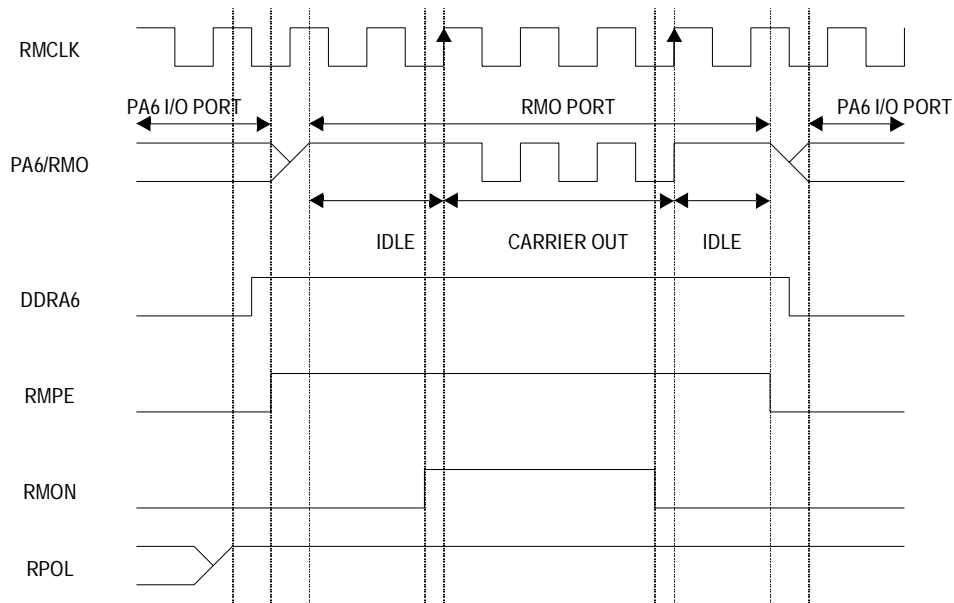 RMCLK
PA6 I/O PORT
RMO PORT
PA6 I/O PORT
PA6/RMO
IDLE
CARRIER OUT
IDLE
DDRA6
RMPE
RMON
RPOL